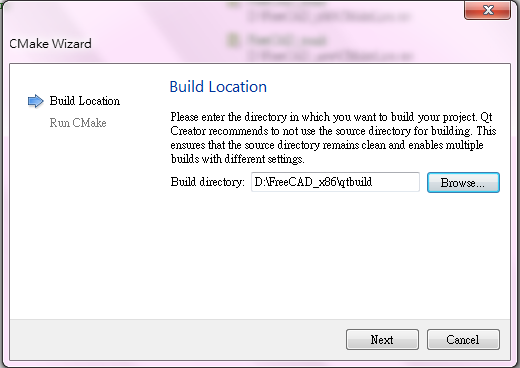 CMake Wizard
Build Location
Run CMake
Build Location
Please enter the directory in which you want to build your project. Qt
Creator recommends to not use the source directory for building. This
ensures that the source directory remains clean and enables multiple
builds with different settings.
Build directory: D:\FreeCAD_x86\qtbuild Browse...
Next Cancel